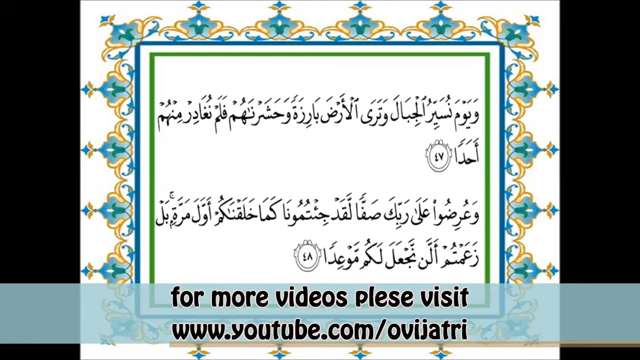 وَيَوْمَ نُسَيِّرُ ٱلْجِبَالَ وَتَرَى ٱلْأَرْضَ بَارِزَةً وَحَشَرْنَـٰهُمْ فَلَمْ نُغَادِرْ مِنْهُمْ
أَحَدًا ٤٧
وَعُرِضُوا۟ عَلَىٰ رَبِّكَ صَفًّا لَّقَدْ جِئْتُمُونَا كَمَا خَلَقْنَـٰكُمْ أَوَّلَ مَرَّةٍۭ ۚ بَلْ
زَعَمْتُمْ أَلَّن نَّجْعَلَ لَكُم مَّوْعِدًا ٤٨
for more videos plese visit
www.youtube.com/ovijatri